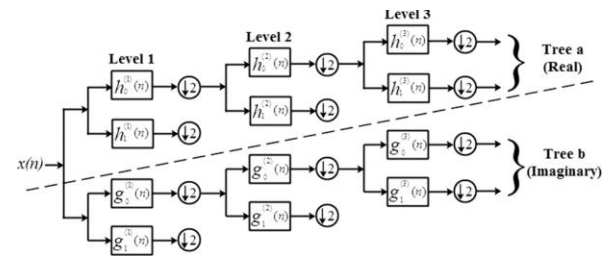 Level 1
Level 2
Level 3
h₀⁽¹⁾(n)
↓2
h₀⁽²⁾(n)
↓2
h₀⁽³⁾(n)
↓2
Tree a
(Real)
h₁⁽¹⁾(n)
↓2
h₁⁽²⁾(n)
↓2
h₁⁽³⁾(n)
↓2
x(n)
g₀⁽¹⁾(n)
↓2
g₀⁽²⁾(n)
↓2
g₀⁽³⁾(n)
↓2
Tree b
(Imaginary)
g₁⁽¹⁾(n)
↓2
g₁⁽²⁾(n)
↓2
g₁⁽³⁾(n)
↓2